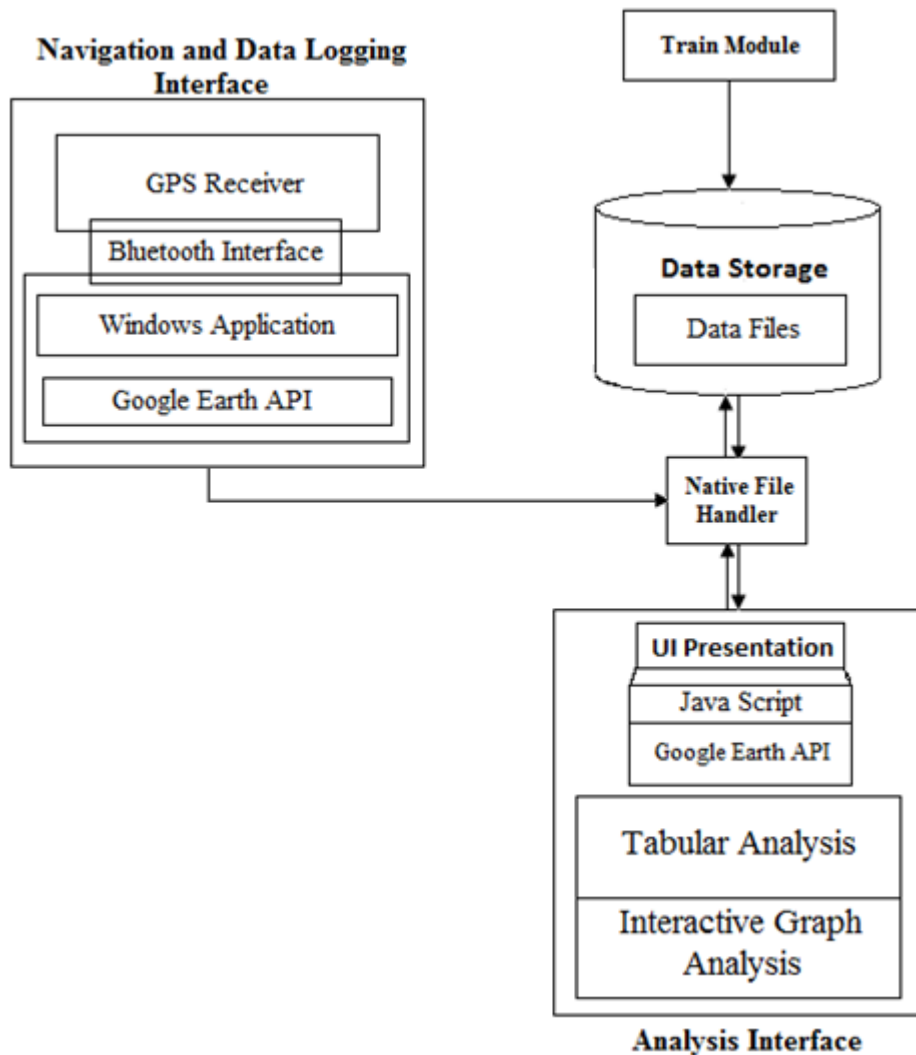 Navigation and Data Logging
Interface
GPS Receiver
Bluetooth Interface
Windows Application
Google Earth API
Train Module
Data Storage
Data Files
Native File
Handler
UI Presentation
Java Script
Google Earth API
Tabular Analysis
Interactive Graph
Analysis
Analysis Interface